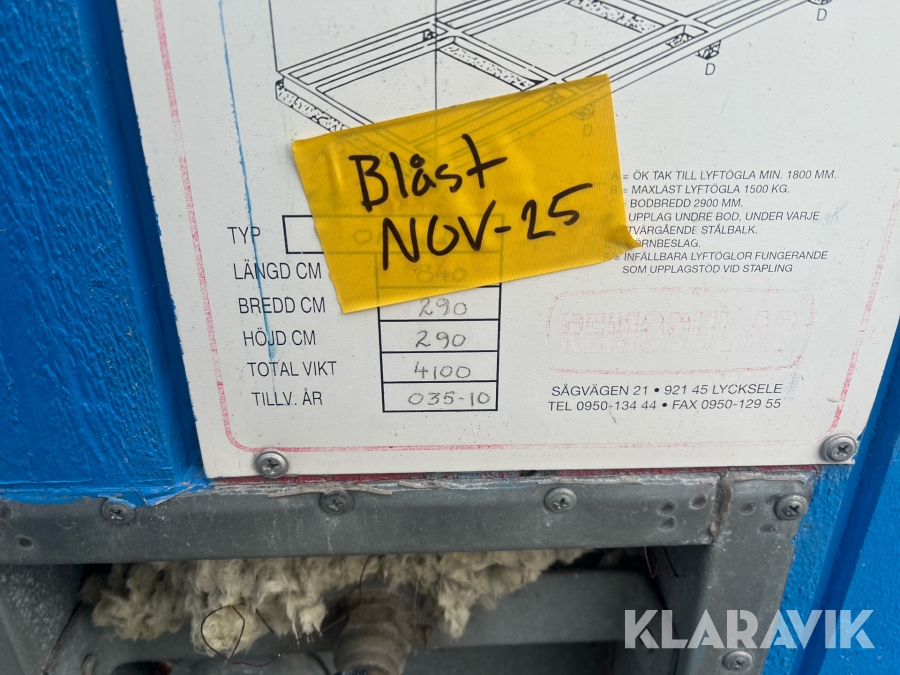 D
D
D
Blåst
NOV-25
= ÖK TAK TILL LYFTÖGLA MIN. 1800 MM.
= MAXLAST LYFTÖGLA 1500 KG.
BODBREDD 2900 MM.
UPPLAG UNDRE BOD, UNDER VARJE
TVÄRGÅENDE STÅLBALK.
RNBESLAG.
= INFÄLLBARA LYFTÖGLOR FUNGERANDE
SOM UPPLAGSTÖD VID STAPLING
TYP
LÄNGD CM 840
BREDD CM 290
HÖJD CM 290
TOTAL VIKT 4100
TILLV. ÅR 035-10
SÅGVÄGEN 21 • 921 45 LYCKSELE
TEL 0950-134 44 • FAX 0950-129 55
KLARAVIK